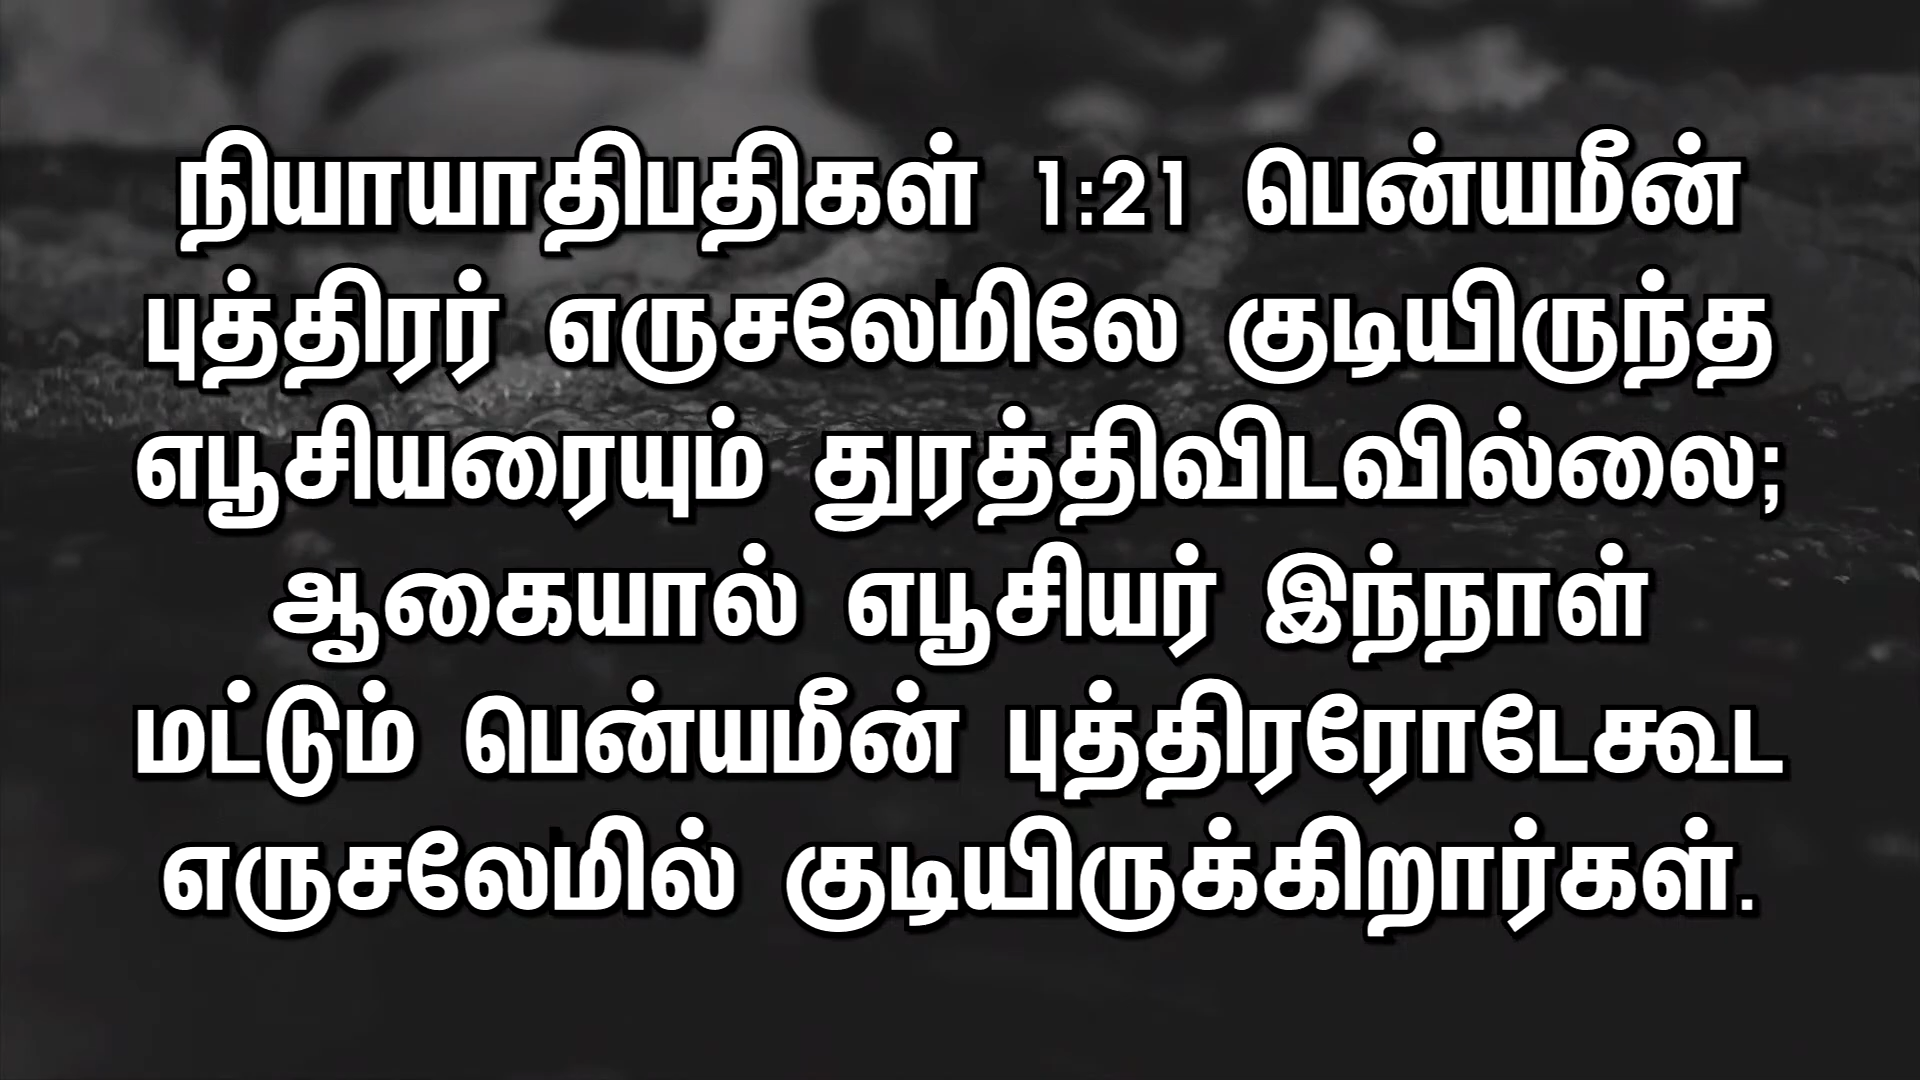 நியாயாதிபதிகள் 1:21 பென்யமீன்
புத்திரர் எருசலேமிலே குடியிருந்த
எபூசியரையும் துரத்திவிடவில்லை;
ஆகையால் எபூசியர் இந்நாள்
மட்டும் பென்யமீன் புத்திரரோடேகூட
எருசலேமில் குடியிருக்கிறார்கள்.